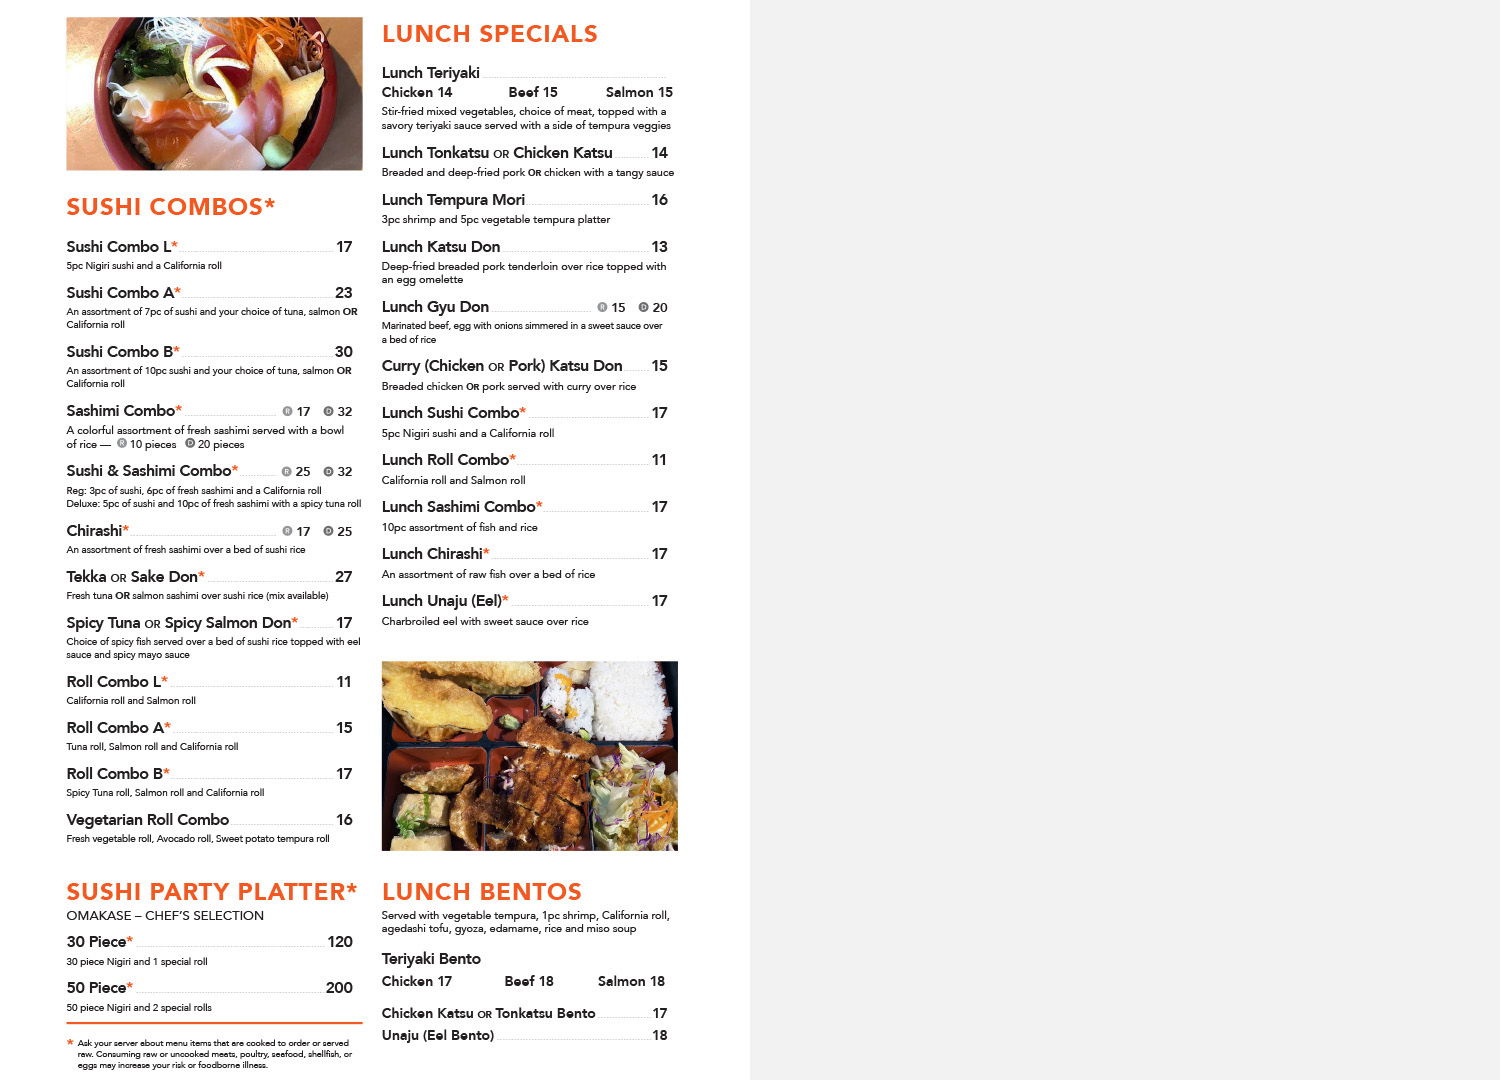 SUSHI COMBOS*
Sushi Combo L* 17
5pc Nigiri sushi and a California roll
Sushi Combo A* 23
An assortment of 7pc of sushi and your choice of tuna, salmon OR
California roll
Sushi Combo B* 30
An assortment of 10pc sushi and your choice of tuna, salmon OR
California roll
Sashimi Combo* R 17 D 32
A colorful assortment of fresh sashimi served with a bowl
of rice — R 10 pieces D 20 pieces
Sushi & Sashimi Combo* R 25 D 32
Reg: 3pc of sushi, 6pc of fresh sashimi and a California roll
Deluxe: 5pc of sushi and 10pc of fresh sashimi with a spicy tuna roll
Chirashi* R 17 D 25
An assortment of fresh sashimi over a bed of sushi rice
Tekka OR Sake Don* 27
Fresh tuna OR salmon sashimi over sushi rice (mix available)
Spicy Tuna OR Spicy Salmon Don* 17
Choice of spicy fish served over a bed of sushi rice topped with eel
sauce and spicy mayo sauce
Roll Combo L* 11
California roll and Salmon roll
Roll Combo A* 15
Tuna roll, Salmon roll and California roll
Roll Combo B* 17
Spicy Tuna roll, Salmon roll and California roll
Vegetarian Roll Combo 16
Fresh vegetable roll, Avocado roll, Sweet potato tempura roll
SUSHI PARTY PLATTER*
OMAKASE – CHEF'S SELECTION
30 Piece* 120
30 piece Nigiri and 1 special roll
50 Piece* 200
50 piece Nigiri and 2 special rolls
* Ask your server about menu items that are cooked to order or served
raw. Consuming raw or uncooked meats, poultry, seafood, shellfish, or
eggs may increase your risk or foodborne illness.
LUNCH SPECIALS
Lunch Teriyaki
Chicken 14 Beef 15 Salmon 15
Stir-fried mixed vegetables, choice of meat, topped with a
savory teriyaki sauce served with a side of tempura veggies
Lunch Tonkatsu OR Chicken Katsu 14
Breaded and deep-fried pork OR chicken with a tangy sauce
Lunch Tempura Mori 16
3pc shrimp and 5pc vegetable tempura platter
Lunch Katsu Don 13
Deep-fried breaded pork tenderloin over rice topped with
an egg omelette
Lunch Gyu Don R 15 D 20
Marinated beef, egg with onions simmered in a sweet sauce over
a bed of rice
Curry (Chicken OR Pork) Katsu Don 15
Breaded chicken OR pork served with curry over rice
Lunch Sushi Combo* 17
5pc Nigiri sushi and a California roll
Lunch Roll Combo* 11
California roll and Salmon roll
Lunch Sashimi Combo* 17
10pc assortment of fish and rice
Lunch Chirashi* 17
An assortment of raw fish over a bed of rice
Lunch Unaju (Eel)* 17
Charbroiled eel with sweet sauce over rice
LUNCH BENTOS
Served with vegetable tempura, 1pc shrimp, California roll,
agedashi tofu, gyoza, edamame, rice and miso soup
Teriyaki Bento
Chicken 17 Beef 18 Salmon 18
Chicken Katsu OR Tonkatsu Bento 17
Unaju (Eel Bento) 18